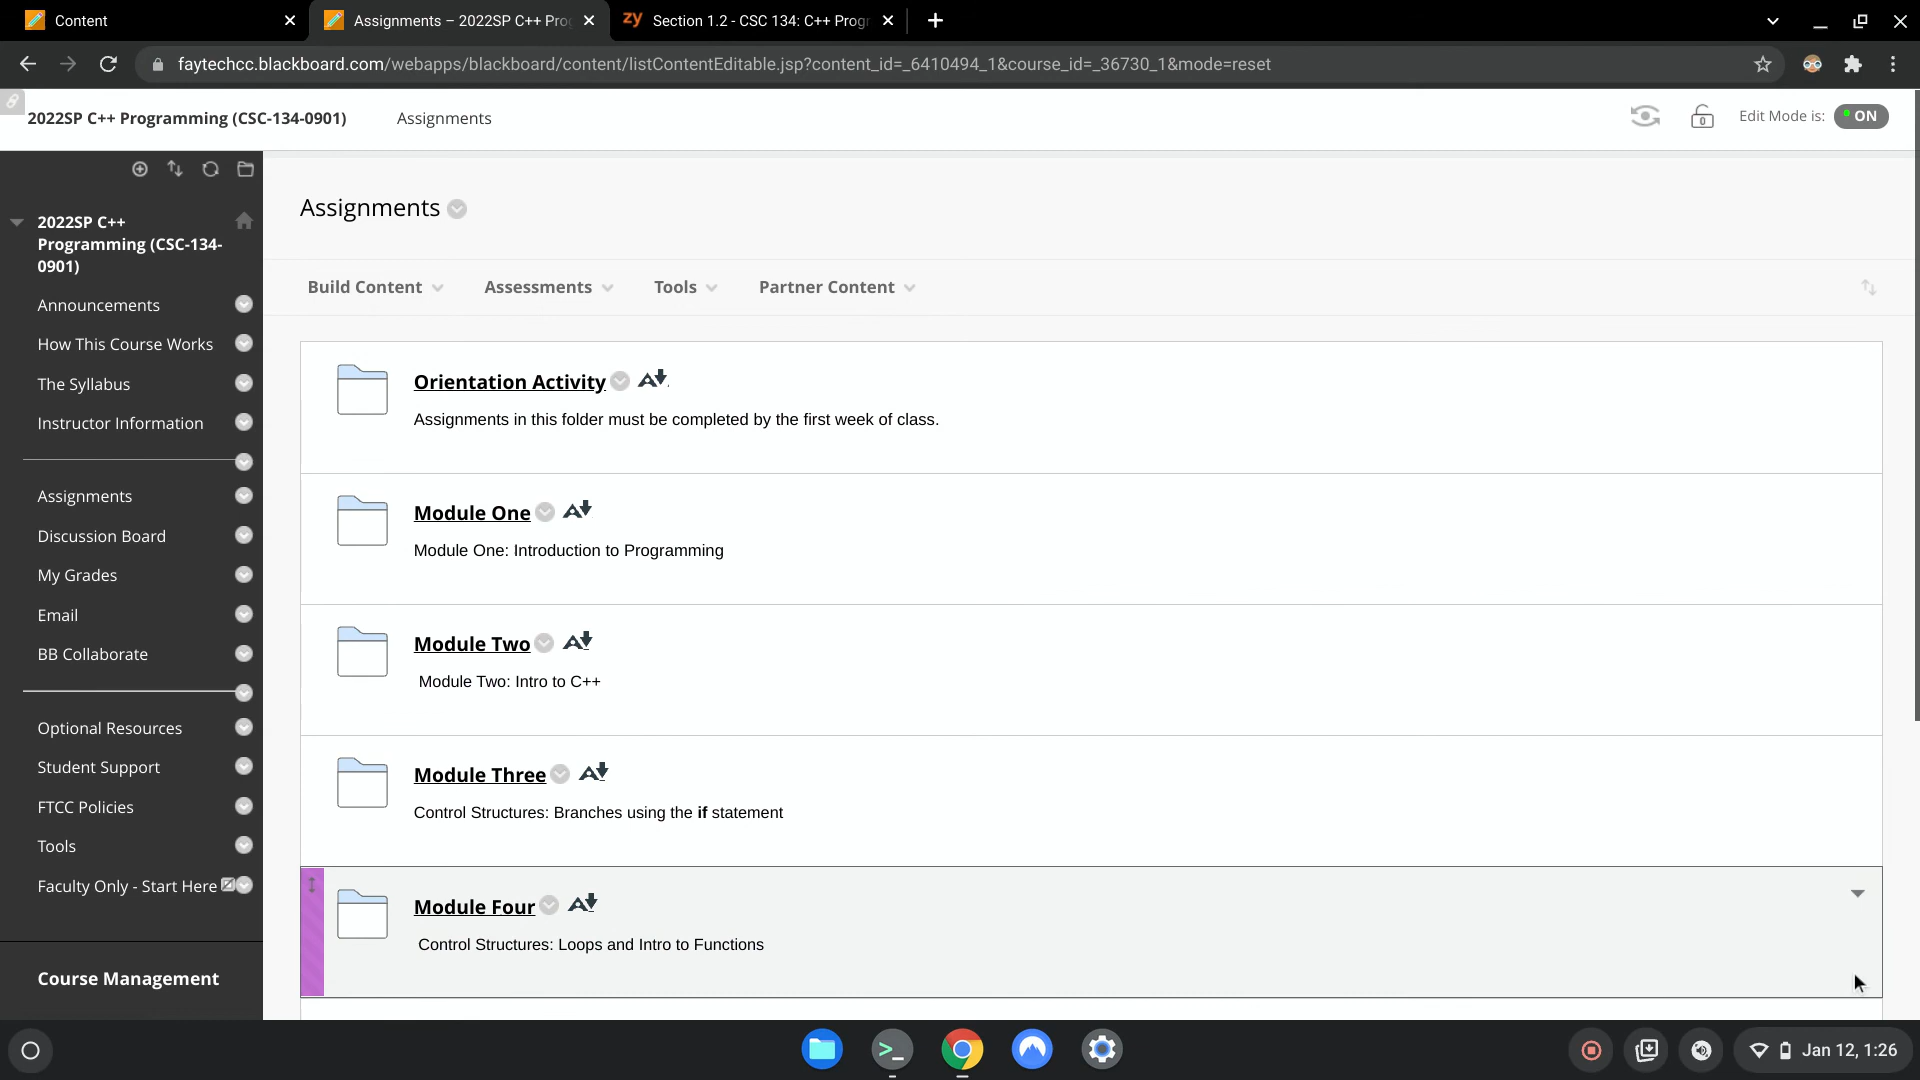 Content
Assignments – 2022SP C++ Pro
zy Section 1.2 - CSC 134: C++ Progr
faytechcc.blackboard.com/webapps/blackboard/content/listContentEditable.jsp?content_id=_6410494_1&course_id=_36730_1&mode=reset
2022SP C++ Programming (CSC-134-0901)
Assignments
0
Edit Mode is:
ON
2022SP C++
Programming (CSC-134-
0901)
Announcements
How This Course Works
The Syllabus
Instructor Information
Assignments
Discussion Board
My Grades
Email
BB Collaborate
Optional Resources
Student Support
FTCC Policies
Tools
Faculty Only - Start Here
Course Management
Assignments
Build Content
Assessments
Tools
Partner Content
Orientation Activity
Assignments in this folder must be completed by the first week of class.
Module One
Module One: Introduction to Programming
Module Two
Module Two: Intro to C++
Module Three
Control Structures: Branches using the if statement
Module Four
Control Structures: Loops and Intro to Functions
Jan 12, 1:26